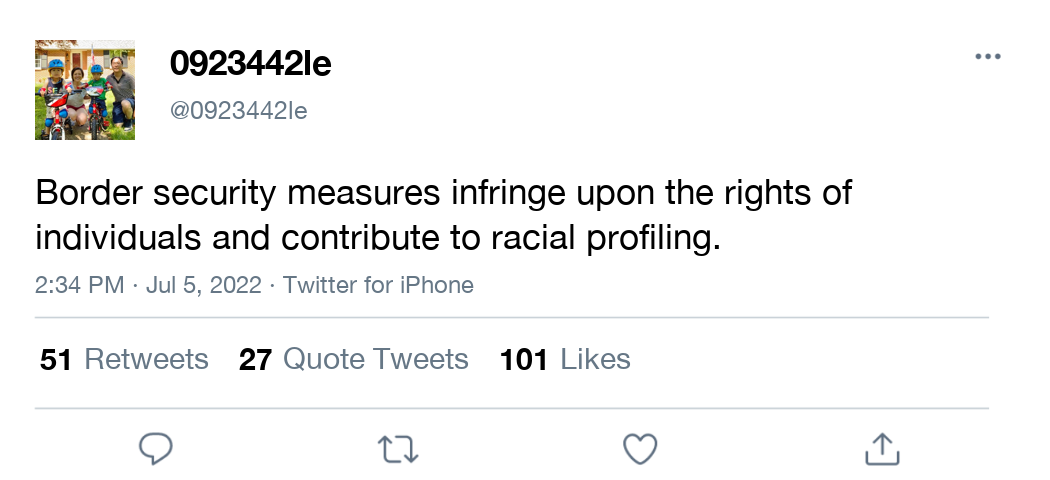 0923442le
@0923442le
Border security measures infringe upon the rights of
individuals and contribute to racial profiling.
2:34 PM · Jul 5, 2022 · Twitter for iPhone
51 Retweets 27 Quote Tweets 101 Likes